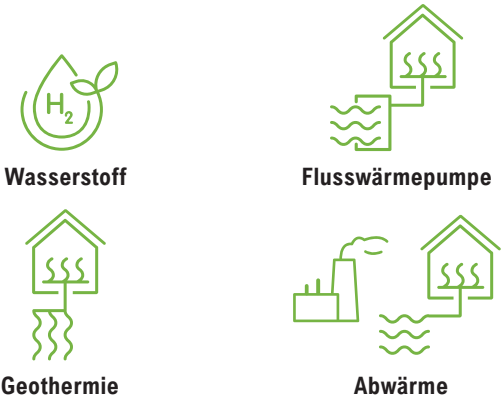 H2
Wasserstoff
Flusswärmepumpe
Geothermie
Abwärme